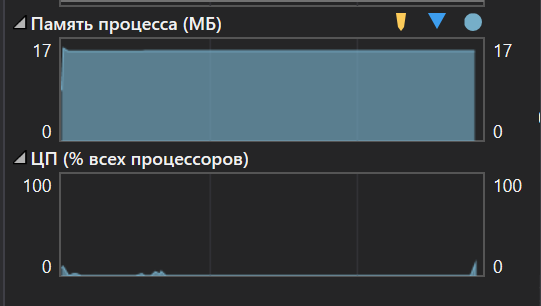 Память процесса (МБ)
17 17
0 0
ЦП (% всех процессоров)
100 100
0 0